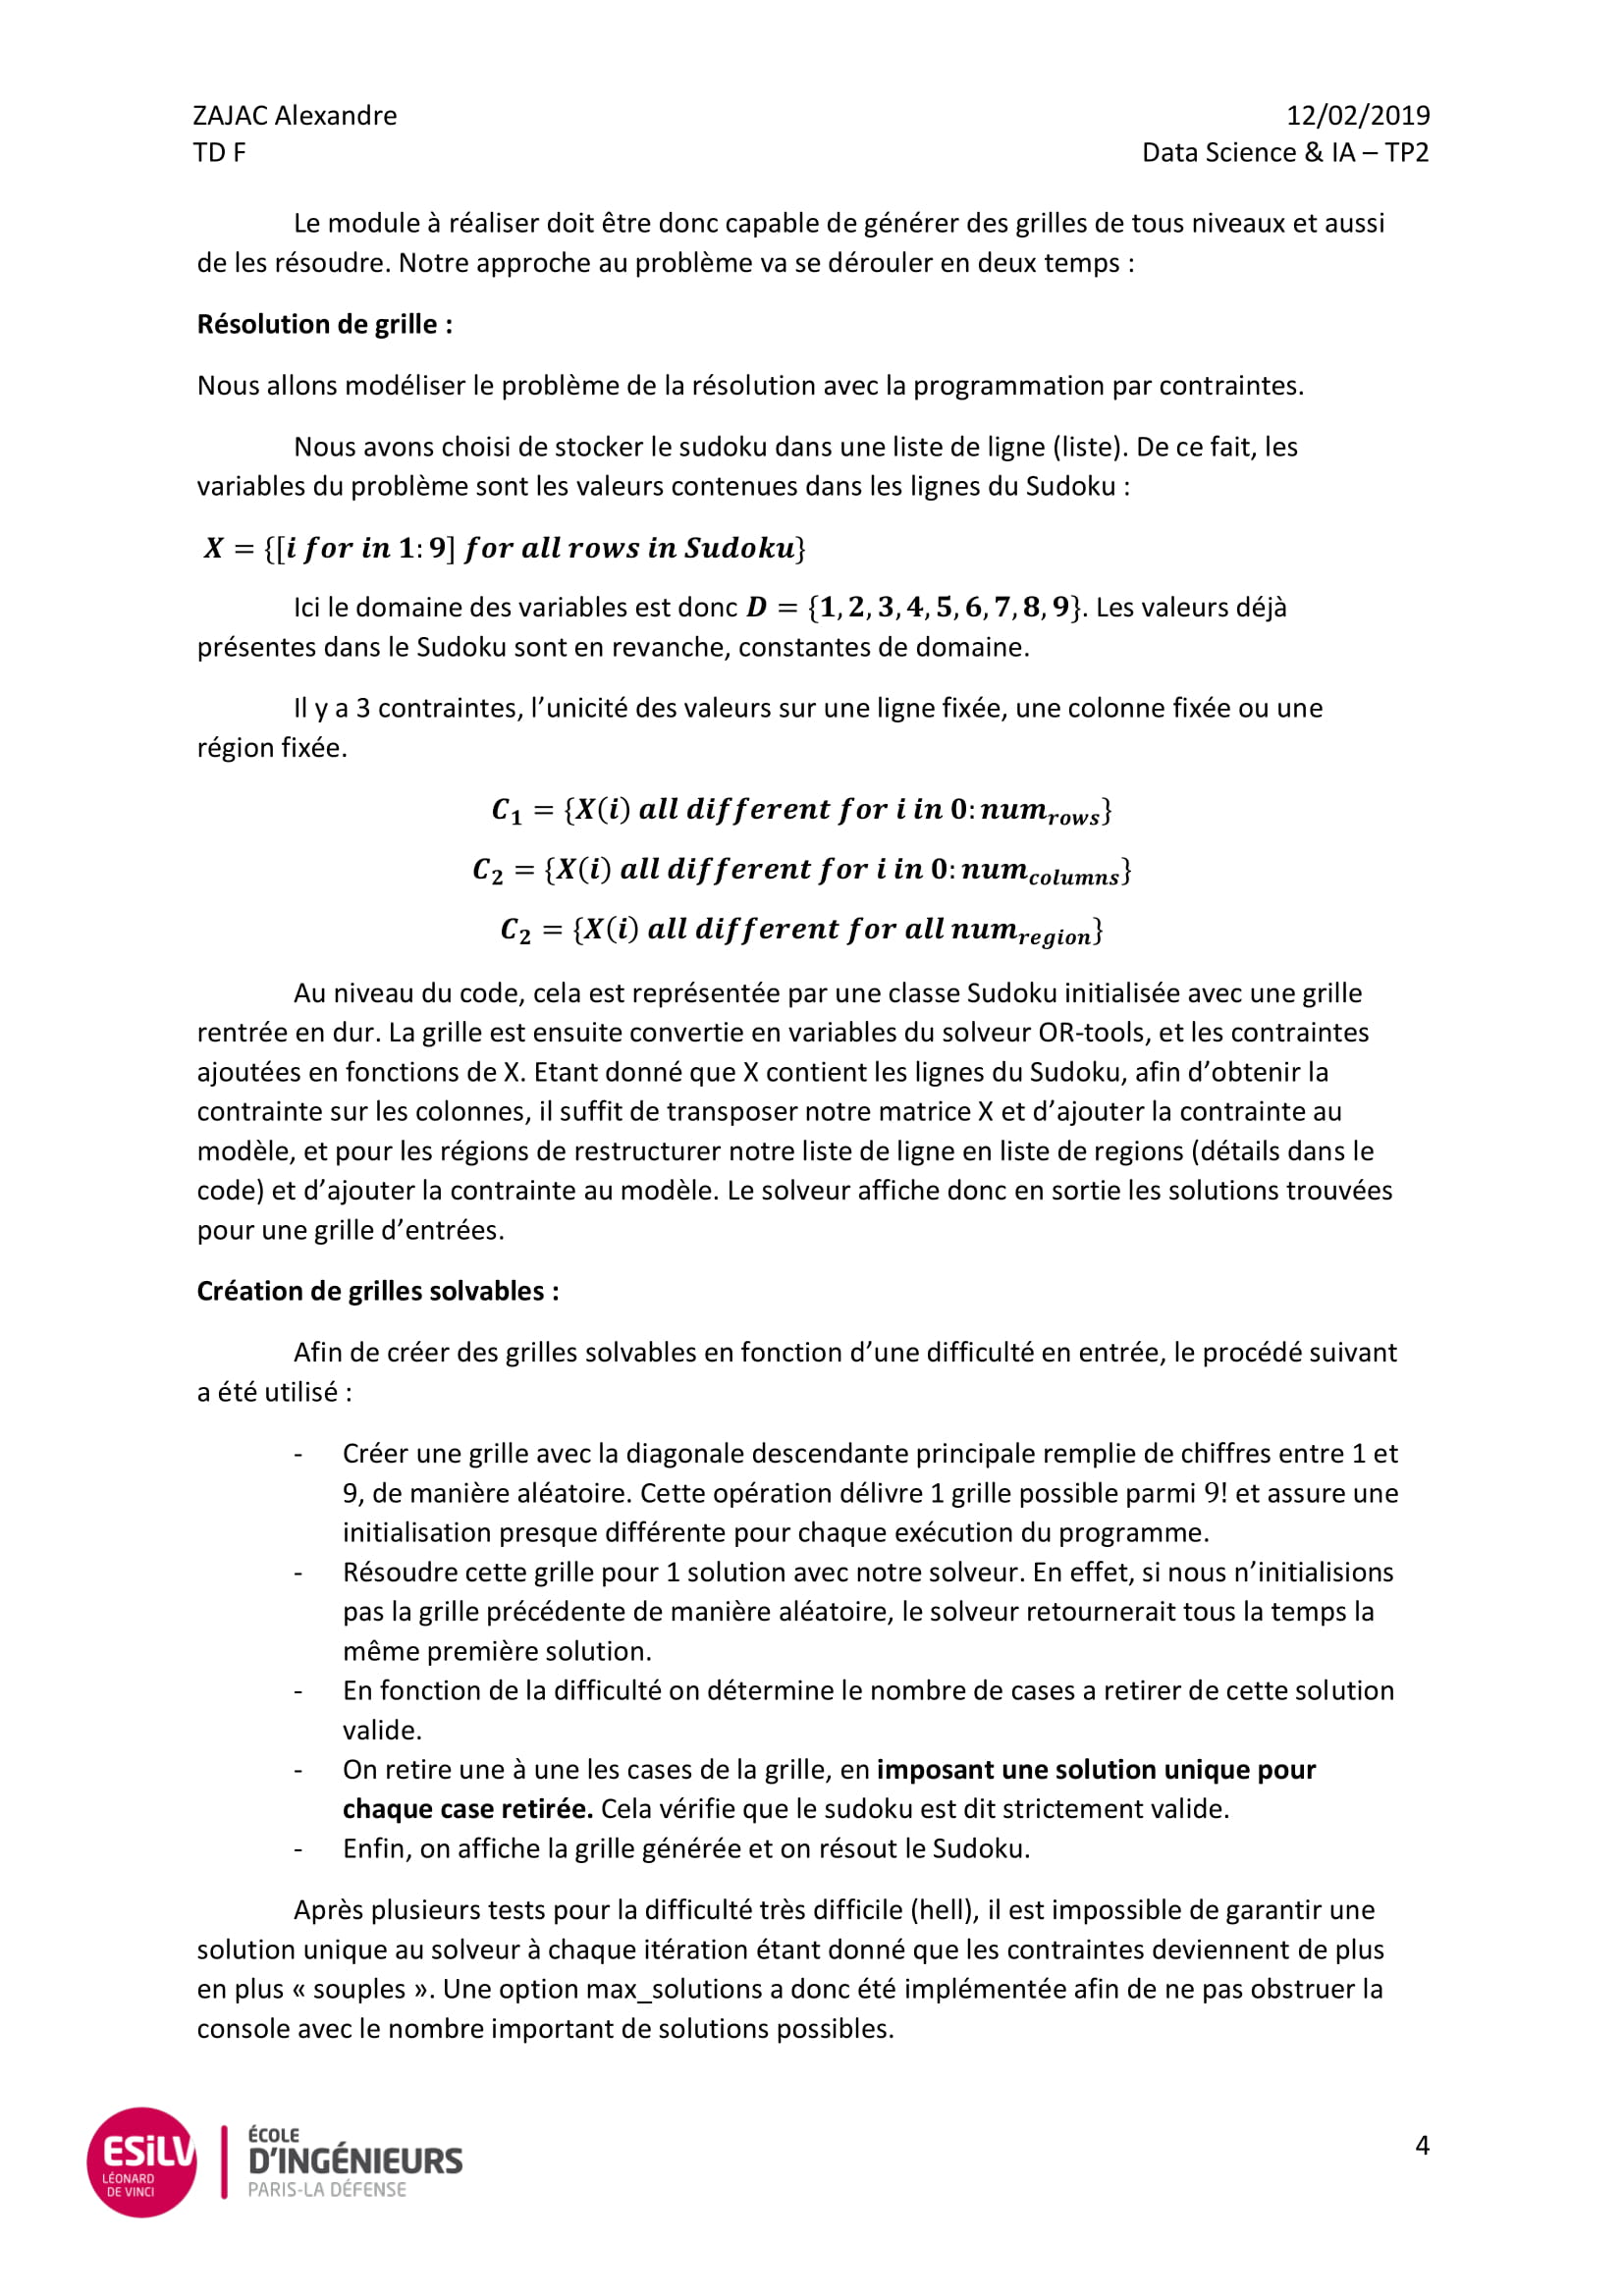 ZAJAC Alexandre 12/02/2019
TD F Data Science & IA – TP2
Le module à réaliser doit être donc capable de générer des grilles de tous niveaux et aussi
de les résoudre. Notre approche au problème va se dérouler en deux temps :
Résolution de grille :
Nous allons modéliser le problème de la résolution avec la programmation par contraintes.
Nous avons choisi de stocker le sudoku dans une liste de ligne (liste). De ce fait, les
variables du problème sont les valeurs contenues dans les lignes du Sudoku :
X = {[i for in 1:9] for all rows in Sudoku}
Ici le domaine des variables est donc D = {1, 2, 3, 4, 5, 6, 7, 8, 9}. Les valeurs déjà
présentes dans le Sudoku sont en revanche, constantes de domaine.
Il y a 3 contraintes, l’unicité des valeurs sur une ligne fixée, une colonne fixée ou une
région fixée.
C₁ = {X(i) all different for i in 0: num_rows}
C₂ = {X(i) all different for i in 0: num_columns}
C₂ = {X(i) all different for all num_region}
Au niveau du code, cela est représentée par une classe Sudoku initialisée avec une grille
rentrée en dur. La grille est ensuite convertie en variables du solveur OR-tools, et les contraintes
ajoutées en fonctions de X. Etant donné que X contient les lignes du Sudoku, afin d’obtenir la
contrainte sur les colonnes, il suffit de transposer notre matrice X et d’ajouter la contrainte au
modèle, et pour les régions de restructurer notre liste de ligne en liste de regions (détails dans le
code) et d’ajouter la contrainte au modèle. Le solveur affiche donc en sortie les solutions trouvées
pour une grille d’entrées.
Création de grilles solvables :
Afin de créer des grilles solvables en fonction d’une difficulté en entrée, le procédé suivant
a été utilisé :
- Créer une grille avec la diagonale descendante principale remplie de chiffres entre 1 et
9, de manière aléatoire. Cette opération délivre 1 grille possible parmi 9! et assure une
initialisation presque différente pour chaque exécution du programme.
- Résoudre cette grille pour 1 solution avec notre solveur. En effet, si nous n’initialisions
pas la grille précédente de manière aléatoire, le solveur retournerait tous la temps la
même première solution.
- En fonction de la difficulté on détermine le nombre de cases a retirer de cette solution
valide.
- On retire une à une les cases de la grille, en imposant une solution unique pour
chaque case retirée. Cela vérifie que le sudoku est dit strictement valide.
- Enfin, on affiche la grille générée et on résout le Sudoku.
Après plusieurs tests pour la difficulté très difficile (hell), il est impossible de garantir une
solution unique au solveur à chaque itération étant donné que les contraintes deviennent de plus
en plus « souples ». Une option max_solutions a donc été implémentée afin de ne pas obstruer la
console avec le nombre important de solutions possibles.
ESiLV
LÉONARD
DE VINCI
ÉCOLE
D'INGÉNIEURS
PARIS-LA DÉFENSE
4